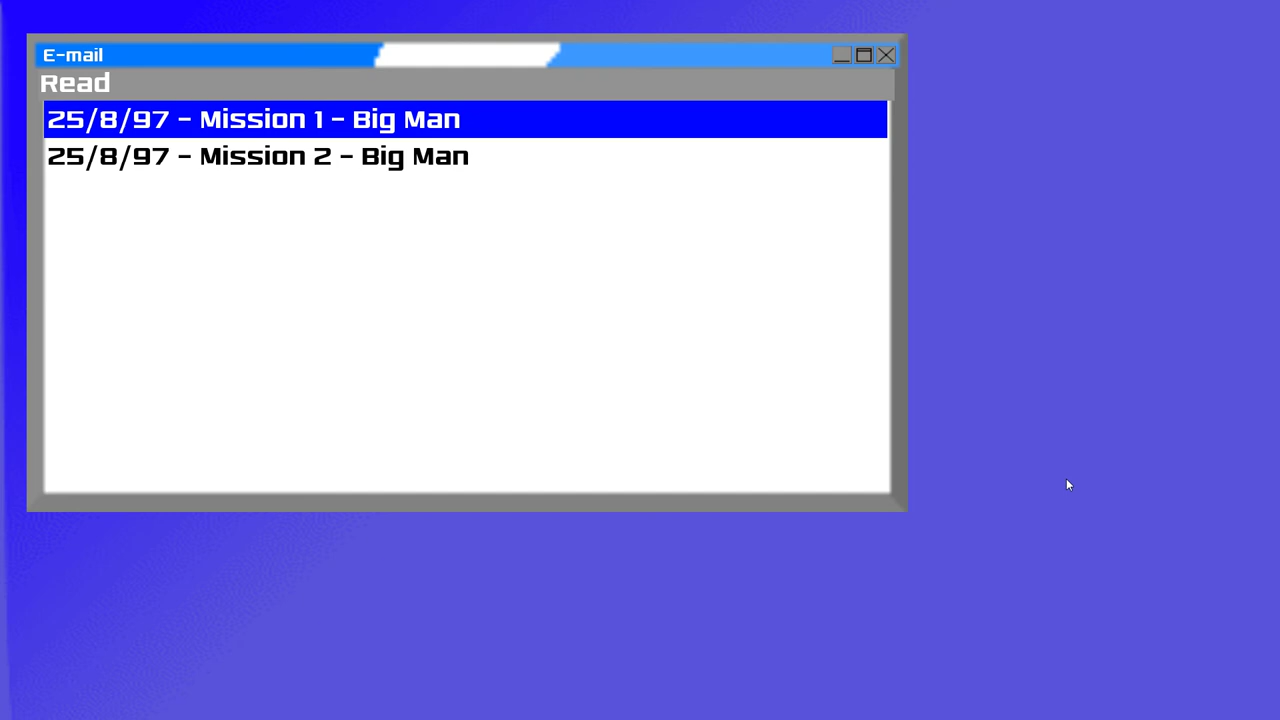 E-mail
Read
25/8/97 - Mission 1 - Big Man
25/8/97 - Mission 2 - Big Man